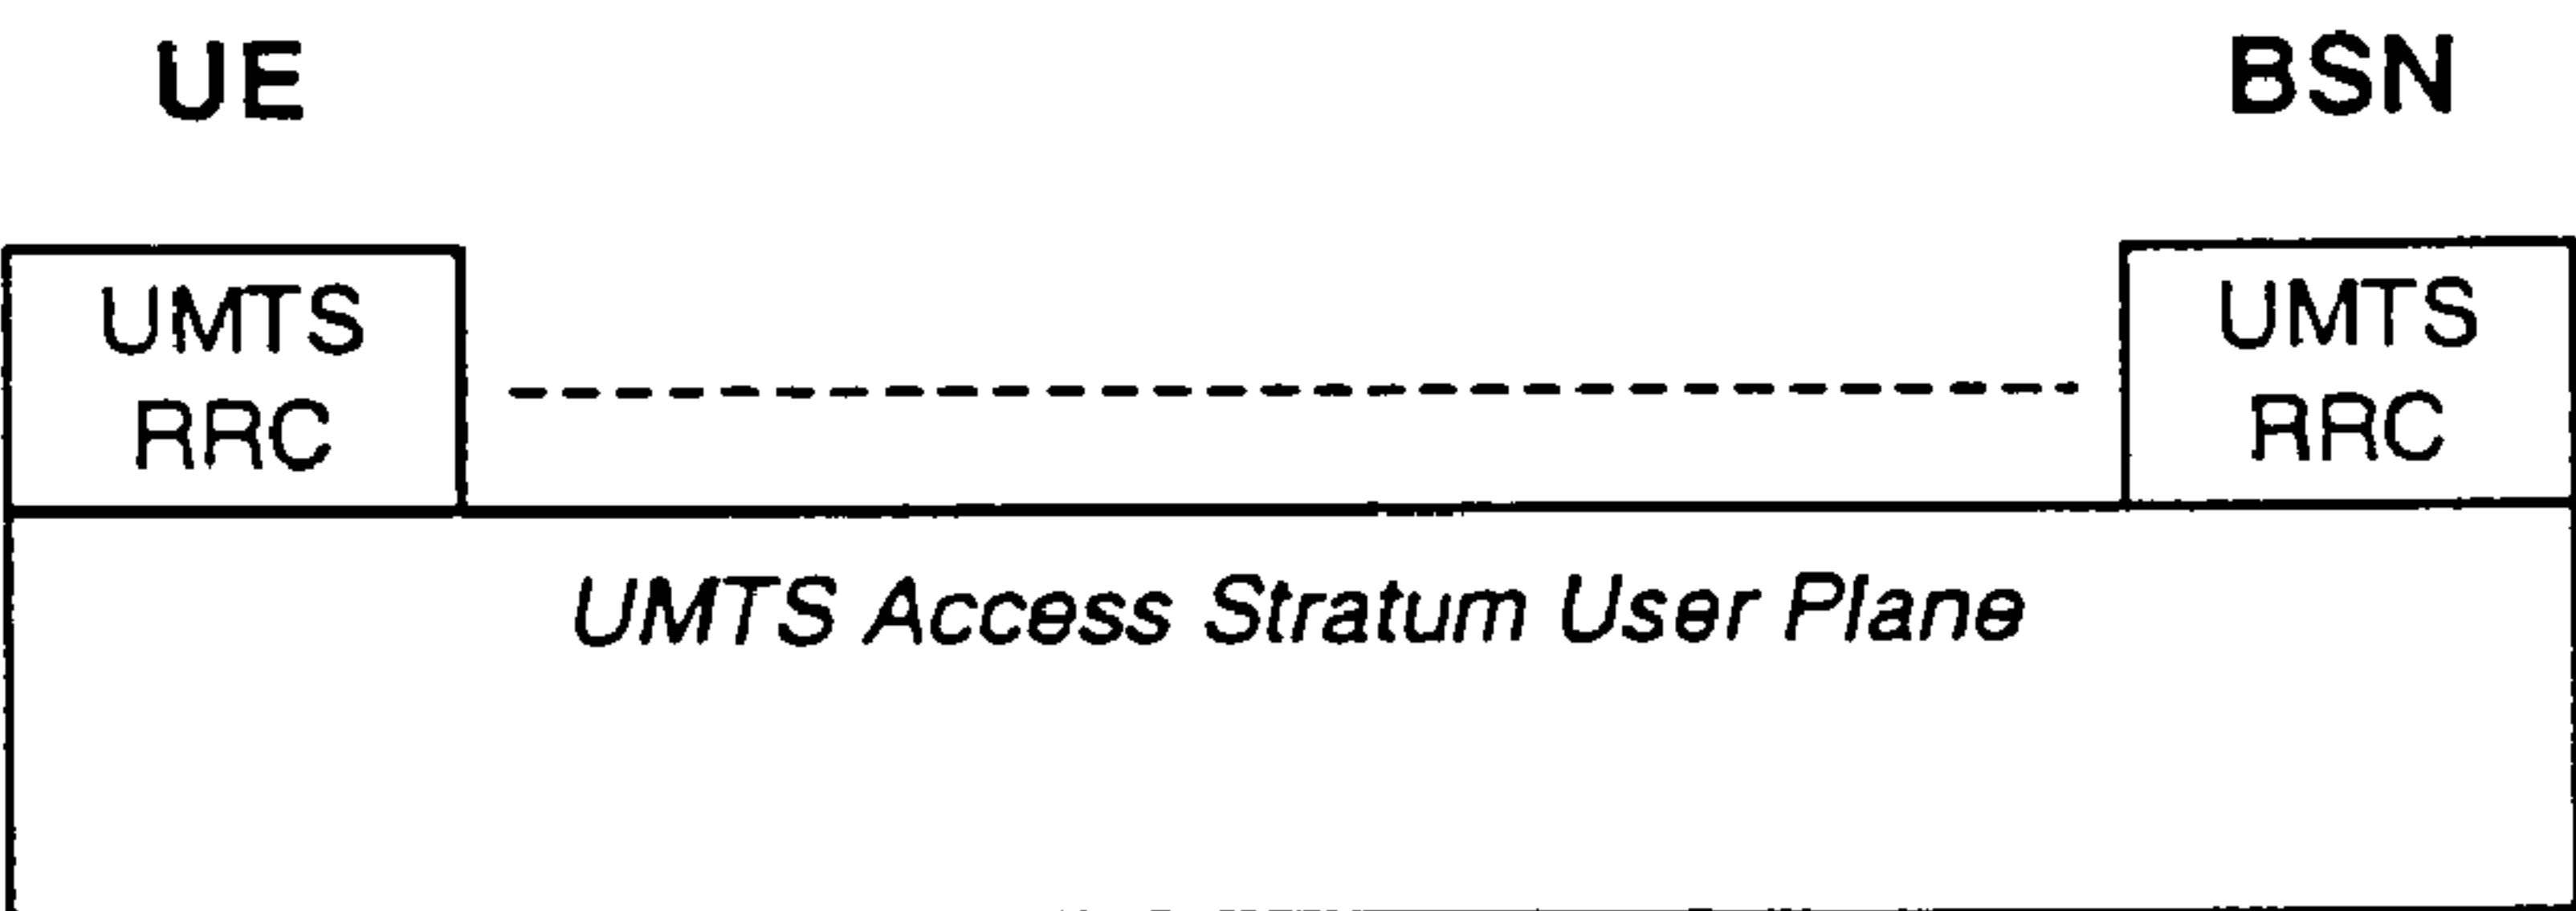 UE
BSN
UMTS
RRC
UMTS
RRC
UMTS Access Stratum User Plane